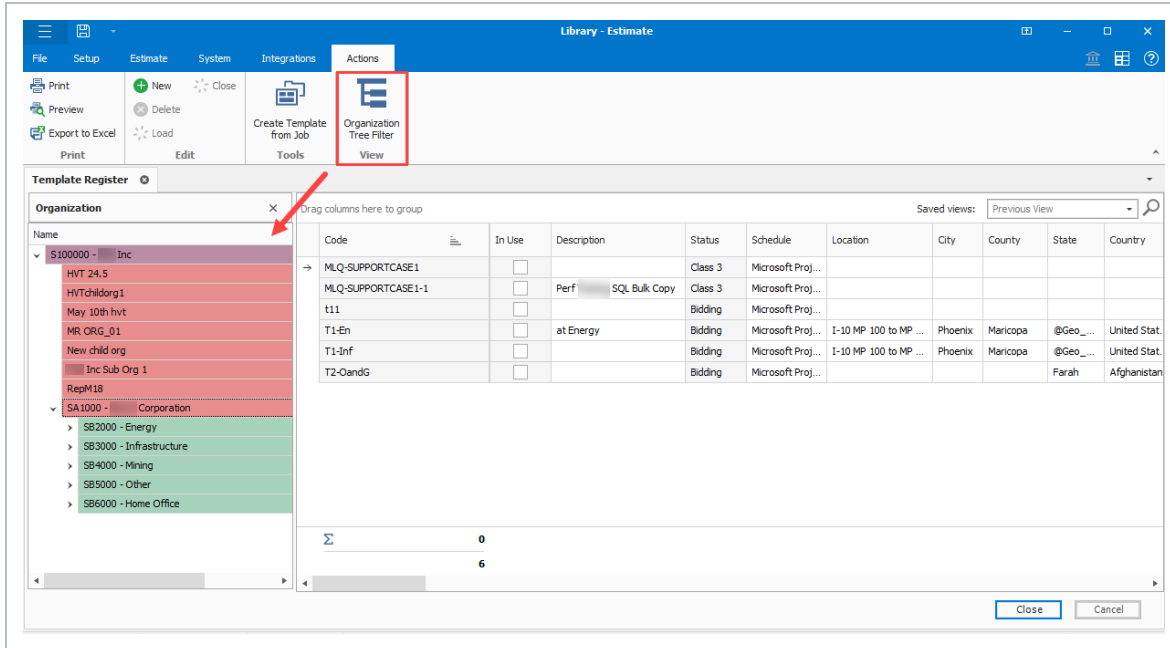 Library - Estimate
File Setup Estimate System Integrations Actions
Print New Close
Preview Delete Create Template from Job Organization Tree Filter
Export to Excel Load
Print Edit Tools View
Template Register
Organization Drag columns here to group Saved views: Previous View
Name Code In Use Description Status Schedule Location City County State Country
S100000 - Inc
HVT 24.5 MLQ-SUPPORTCASE1 Class 3 Microsoft Proj...
HVTchildorg1 MLQ-SUPPORTCASE1-1 Perf SQL Bulk Copy Class 3 Microsoft Proj...
May 10th hvt t11 Bidding Microsoft Proj...
MR ORG_01 T1-En at Energy Bidding Microsoft Proj... I-10 MP 100 to MP ... Phoenix Maricopa @Geo_... United Stat.
New child org T1-Inf Bidding Microsoft Proj... I-10 MP 100 to MP ... Phoenix Maricopa @Geo_... United Stat.
Inc Sub Org 1 T2-OandG Bidding Microsoft Proj... Farah Afghanistan
RepM18
SA1000 - Corporation
SB2000 - Energy
SB3000 - Infrastructure
SB4000 - Mining
SB5000 - Other
SB6000 - Home Office
Σ 0
6
Close Cancel